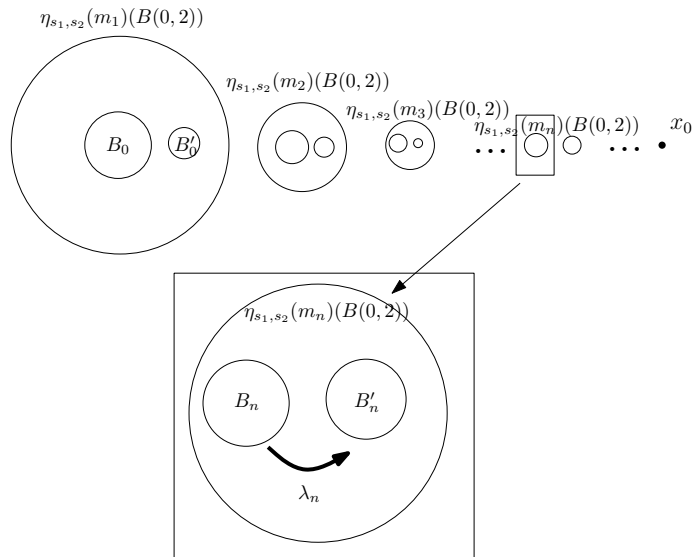 η_{s_1,s_2}(m_1)(B(0,2))
η_{s_1,s_2}(m_2)(B(0,2))
η_{s_1,s_2}(m_3)(B(0,2))
η_{s_1,s_2}(m_n)(B(0,2))
x_0
B_0
B'_0
...
...
η_{s_1,s_2}(m_n)(B(0,2))
B_n
B'_n
λ_n